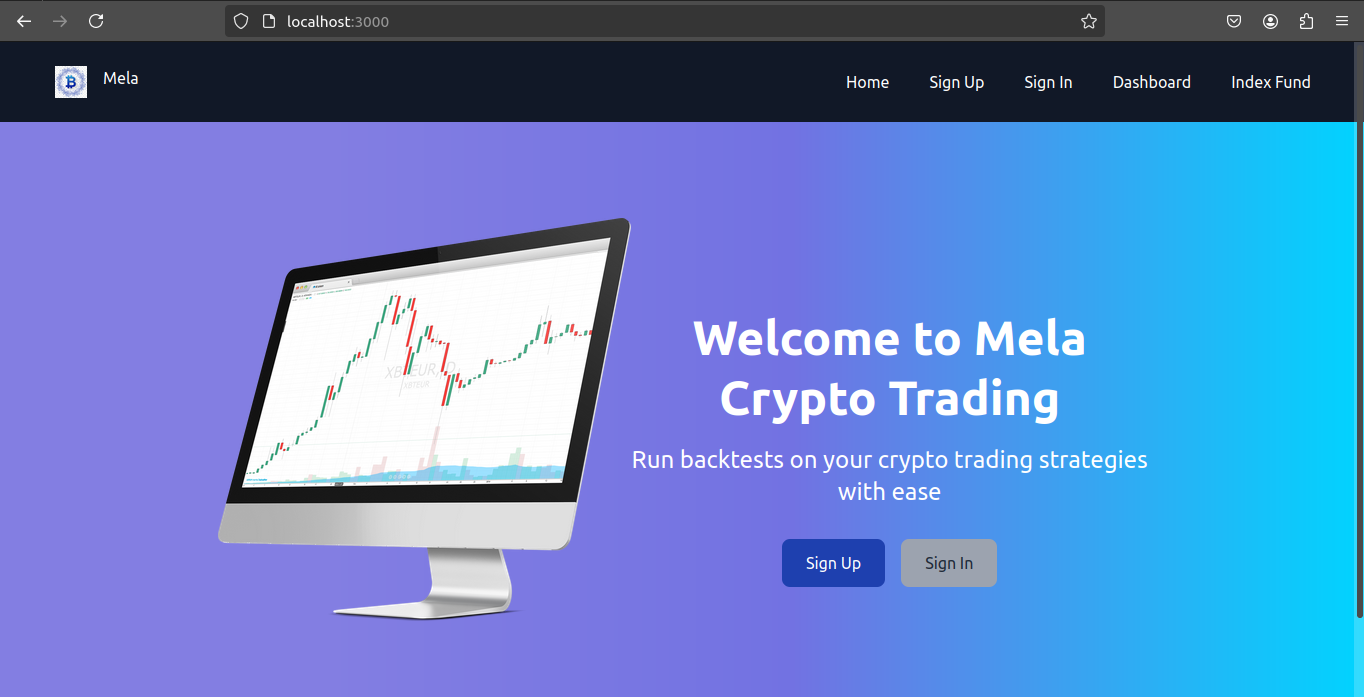 localhost:3000
Mela
Home Sign Up Sign In Dashboard Index Fund
Welcome to Mela
Crypto Trading
Run backtests on your crypto trading strategies
with ease
Sign Up Sign In